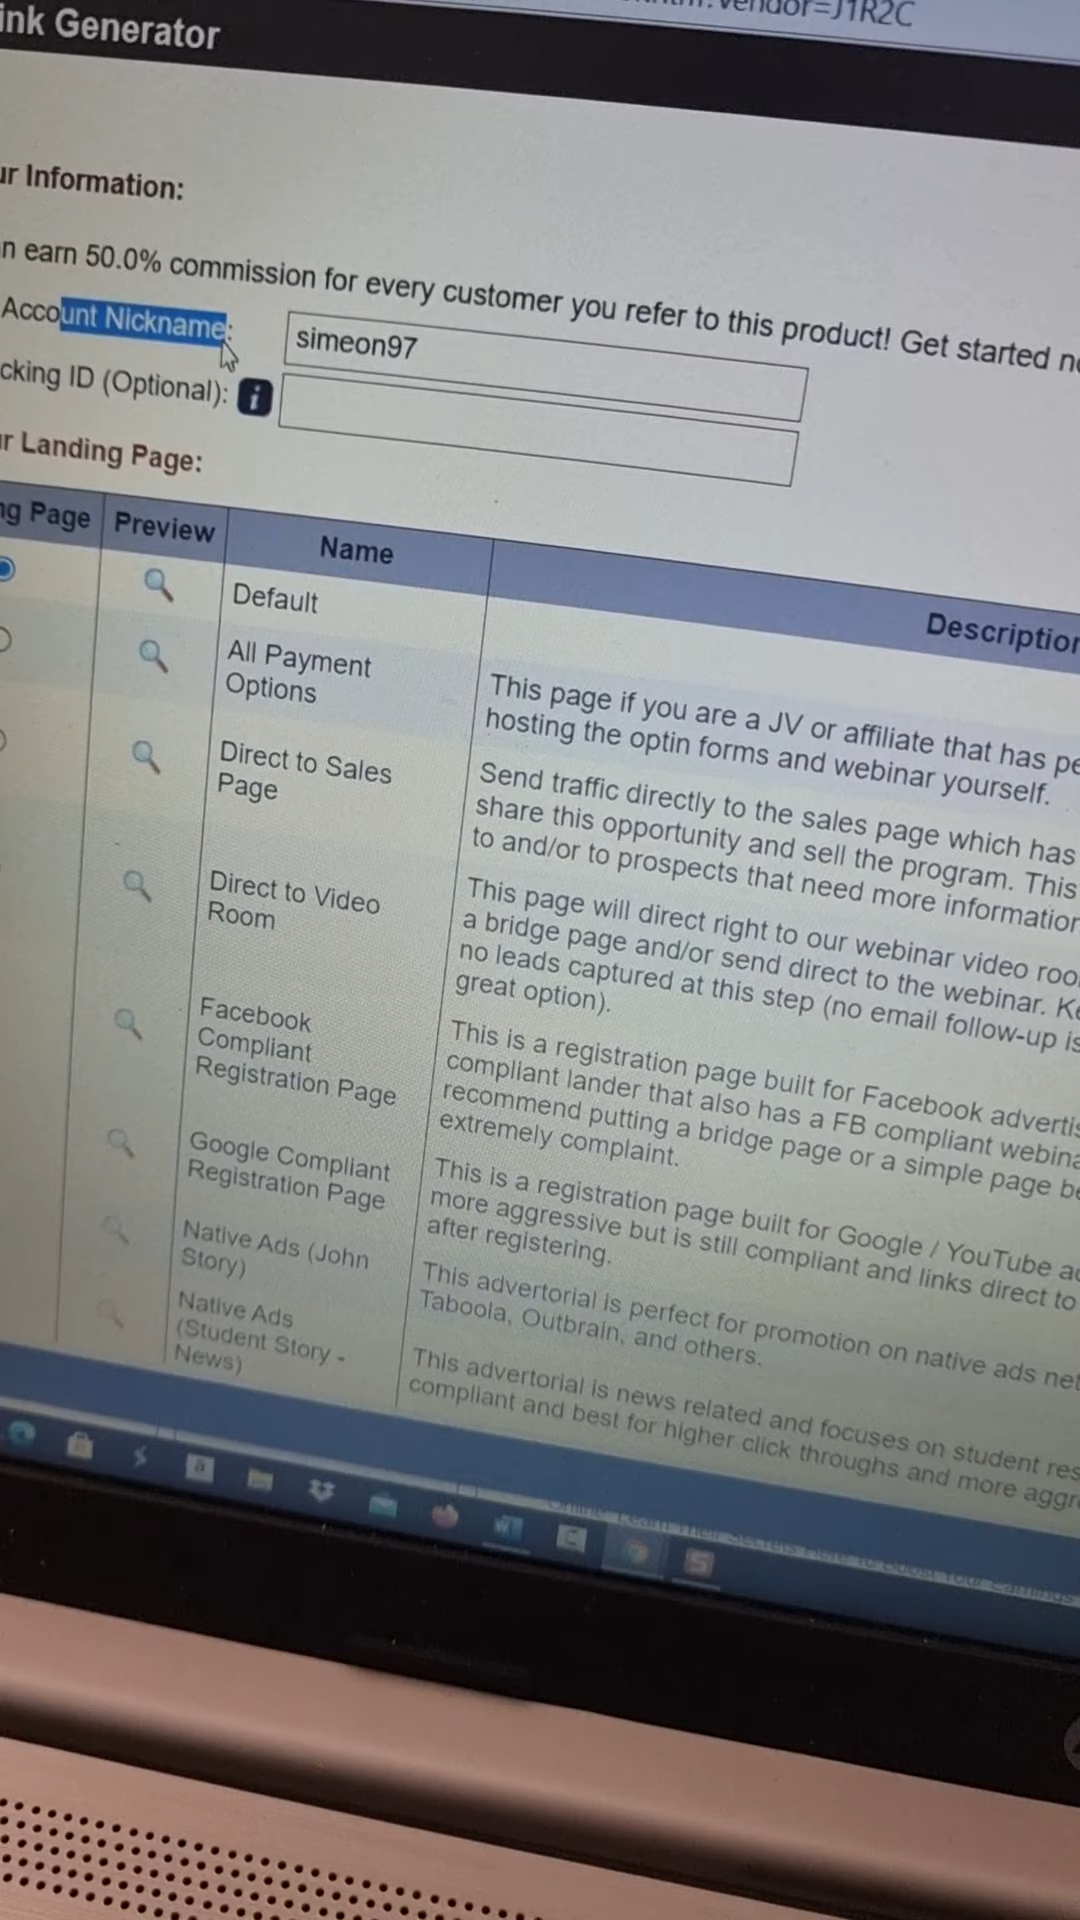 vendor=J1R2C
ink Generator
ur Information:
n earn 50.0% commission for every customer you refer to this product! Get started
Account Nickname:
simeon97
cking ID (Optional):
i
ur Landing Page:
ng Page
Preview
Name
Description
Default
All Payment
Options
This page if you are a JV or affiliate that has
hosting the optin forms and webinar yourself.
Direct to Sales
Page
Send traffic directly to the sales page which has
share this opportunity and sell the program. This
to and/or to prospects that need more information
Direct to Video
Room
This page will direct right to our webinar video
a bridge page and/or send direct to the webinar.
no leads captured at this step (no email follow-up is
great option).
Facebook
Compliant
Registration Page
This is a registration page built for Facebook advertis
compliant lander that also has a FB compliant webina
recommend putting a bridge page or a simple page
extremely complaint.
Google Compliant
Registration Page
This is a registration page built for Google / YouTube
more aggressive but is still compliant and links direct to
after registering.
Native Ads (John
Story)
This advertorial is perfect for promotion on native ads
Taboola, Outbrain, and others.
Native Ads
(Student Story -
News)
This advertorial is news related and focuses on student
compliant and best for higher click throughs and more